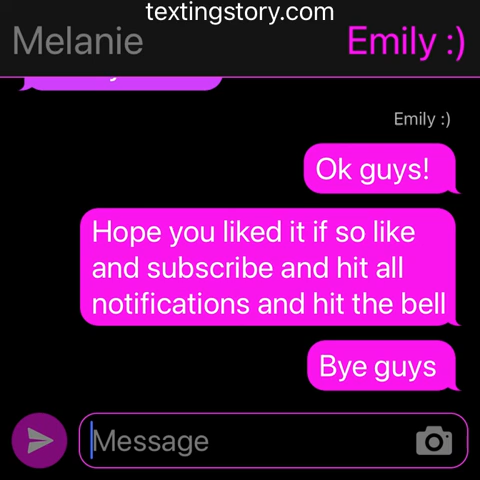 textingstory.com
Melanie
Emily :)
Emily :)
Ok guys!
Hope you liked it if so like
and subscribe and hit all
notifications and hit the bell
Bye guys
Message